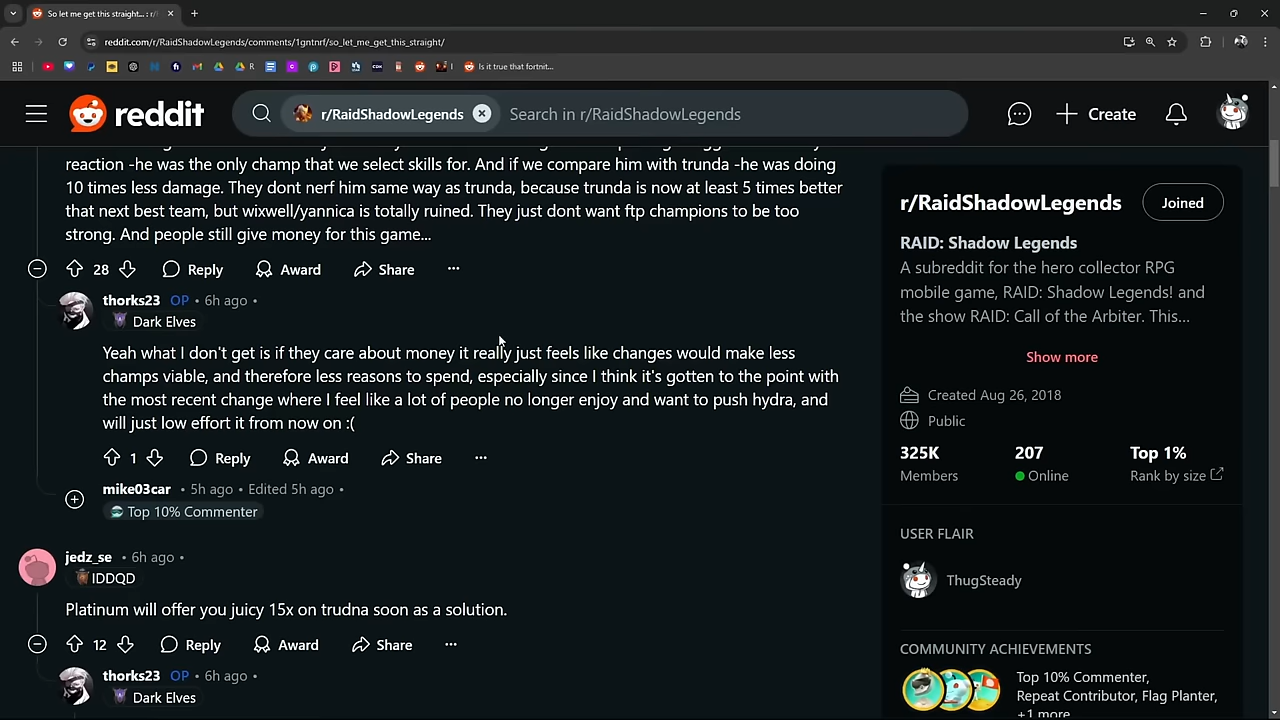 So let me get this straight... : r/
reddit.com/r/RaidShadowLegends/comments/1gntnrf/so_let_me_get_this_straight/
R
Is it true that fortnit...
reddit
r/RaidShadowLegends
Search in r/RaidShadowLegends
Create
reaction -he was the only champ that we select skills for. And if we compare him with trunda -he was doing
10 times less damage. They dont nerf him same way as trunda, because trunda is now at least 5 times better
that next best team, but wixwell/yannica is totally ruined. They just dont want ftp champions to be too
strong. And people still give money for this game...
28 Reply Award Share
thorks23 OP • 6h ago •
Dark Elves
Yeah what I don't get is if they care about money it really just feels like changes would make less
champs viable, and therefore less reasons to spend, especially since I think it's gotten to the point with
the most recent change where I feel like a lot of people no longer enjoy and want to push hydra, and
will just low effort it from now on :(
1 Reply Award Share
mike03car • 5h ago • Edited 5h ago •
Top 10% Commenter
jedz_se • 6h ago •
IDDQD
Platinum will offer you juicy 15x on trudna soon as a solution.
12 Reply Award Share
thorks23 OP • 6h ago •
Dark Elves
r/RaidShadowLegends
Joined
RAID: Shadow Legends
A subreddit for the hero collector RPG
mobile game, RAID: Shadow Legends! and
the show RAID: Call of the Arbiter. This...
Show more
Created Aug 26, 2018
Public
325K 207 Top 1%
Members Online Rank by size
USER FLAIR
ThugSteady
COMMUNITY ACHIEVEMENTS
Top 10% Commenter,
Repeat Contributor, Flag Planter,
+1 more